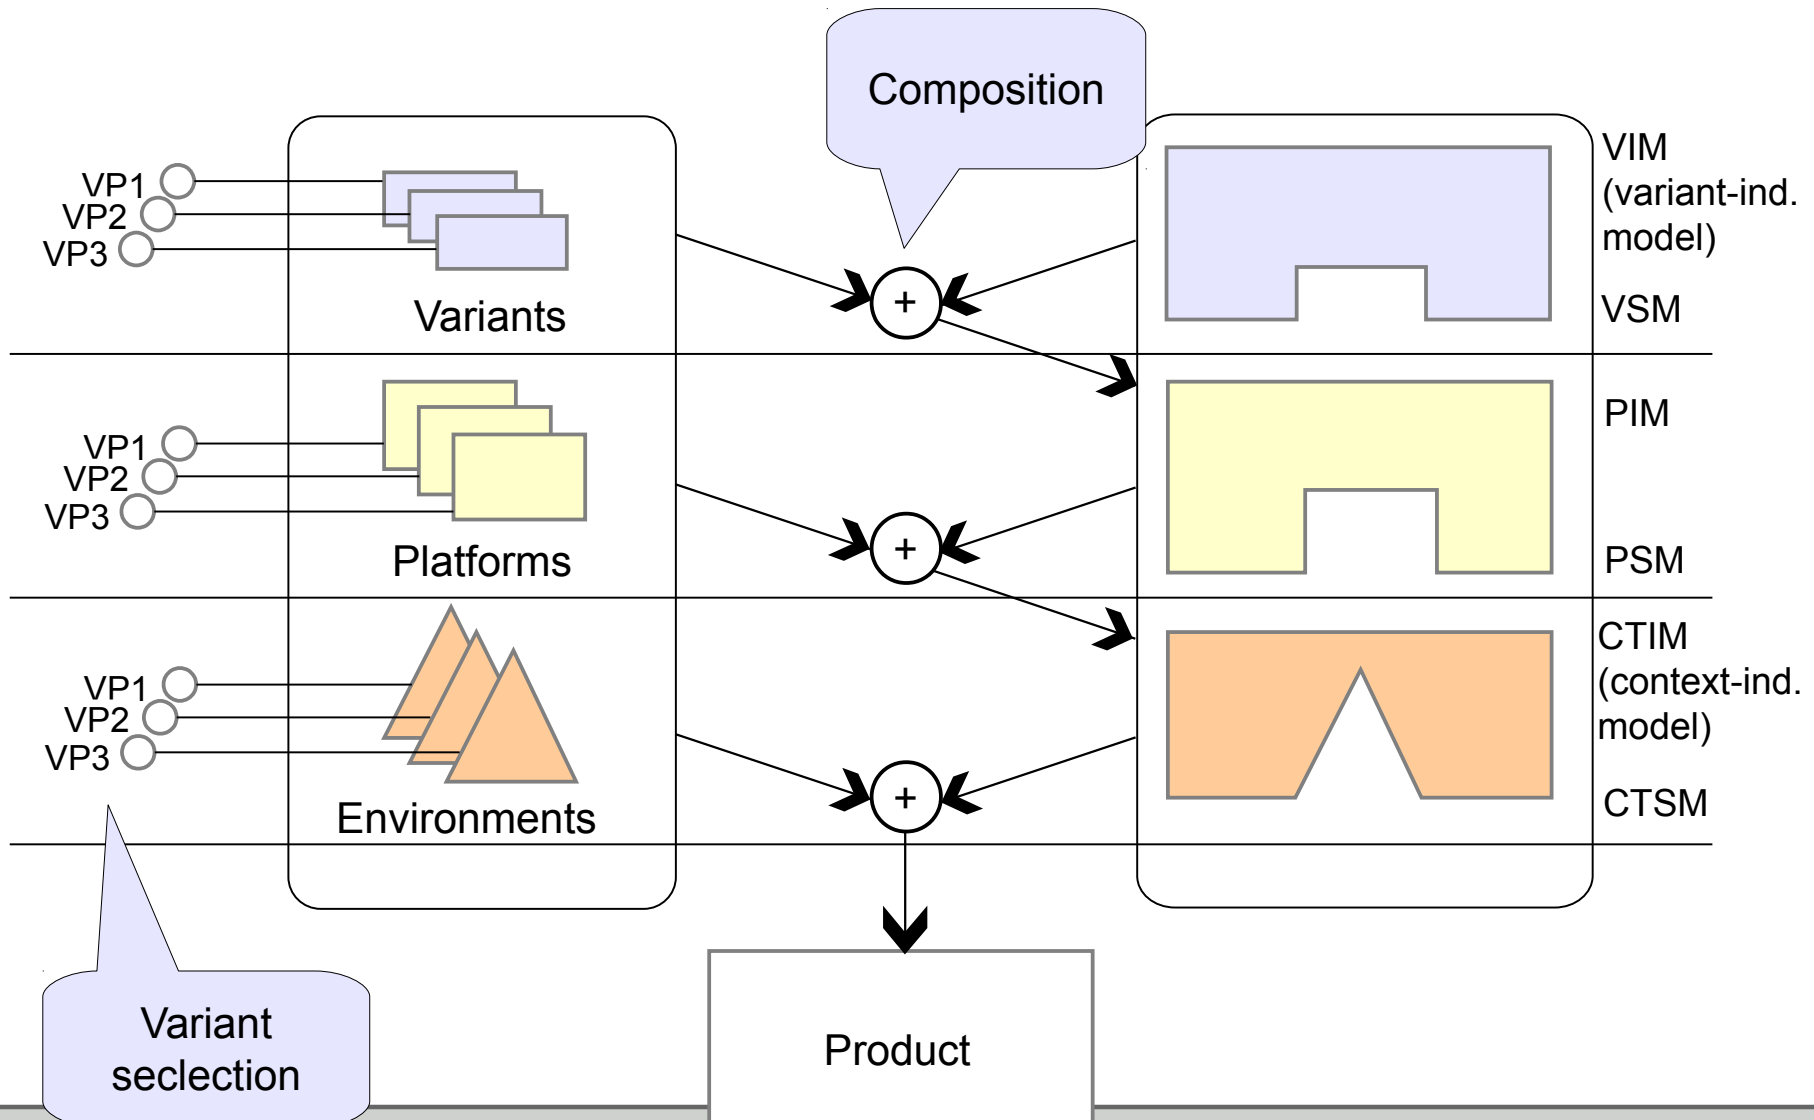 Composition
VP1
VP2
VP3
Variants
+
VIM
(variant-ind.
model)
VSM
VP1
VP2
VP3
Platforms
+
PIM
PSM
VP1
VP2
VP3
Environments
+
CTIM
(context-ind.
model)
CTSM
Variant
seclection
Product